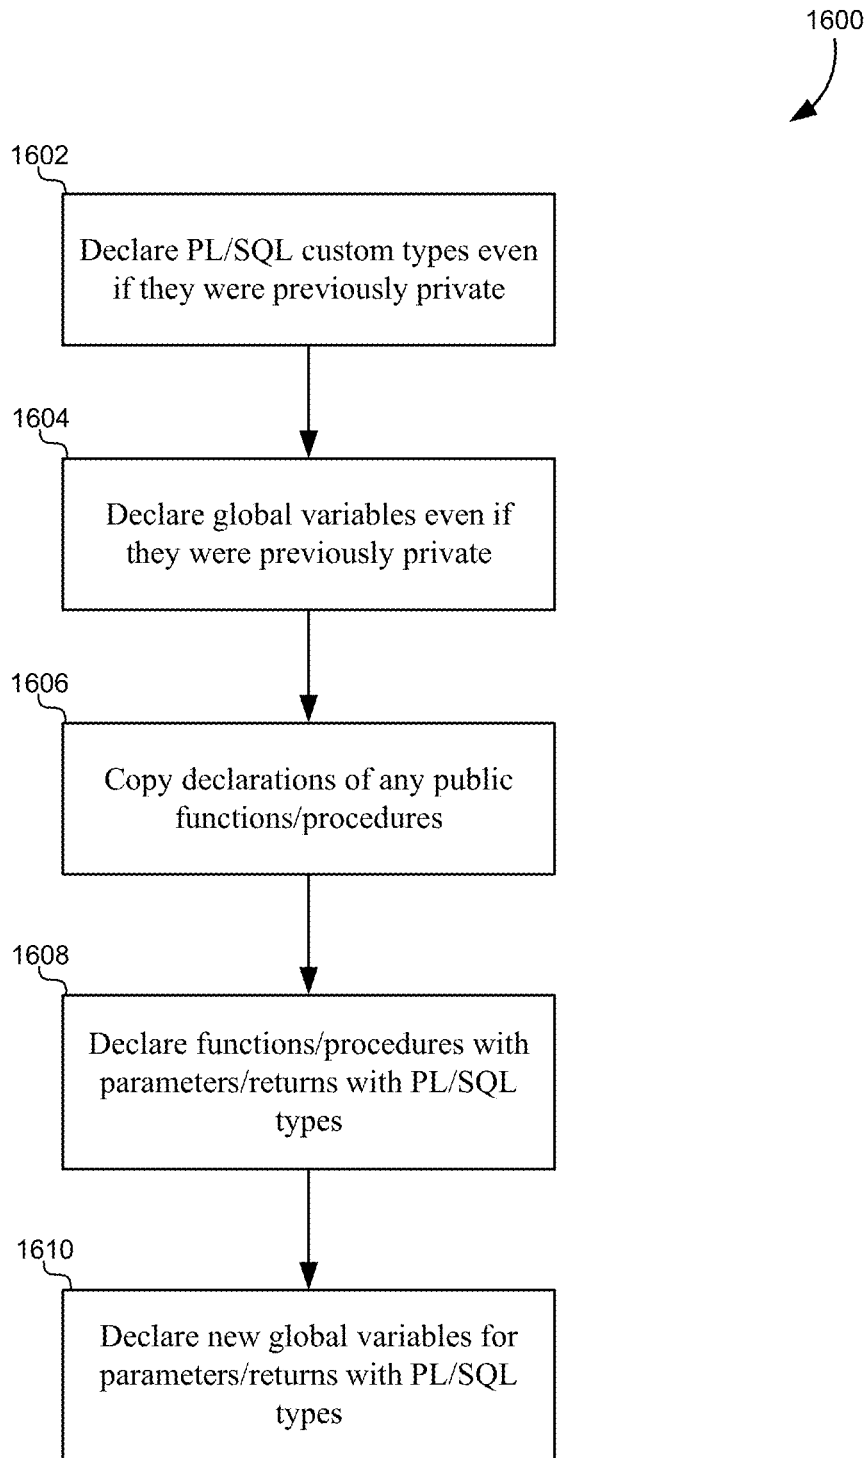 1600
1602
Declare PL/SQL custom types even
if they were previously private
1604
Declare global variables even if
they were previously private
1606
Copy declarations of any public
functions/procedures
1608
Declare functions/procedures with
parameters/returns with PL/SQL
types
1610
Declare new global variables for
parameters/returns with PL/SQL
types